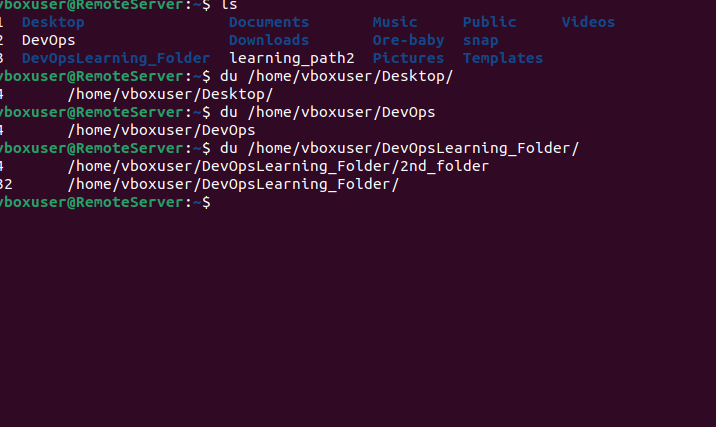 vboxuser@RemoteServer:~$ ls
1  Desktop                Documents       Music     Public     Videos
2  DevOps                 Downloads       Ore-baby  snap
3  DevOpsLearning_Folder  learning_path2  Pictures  Templates
vboxuser@RemoteServer:~$ du /home/vboxuser/Desktop/
4       /home/vboxuser/Desktop/
vboxuser@RemoteServer:~$ du /home/vboxuser/DevOps
4       /home/vboxuser/DevOps
vboxuser@RemoteServer:~$ du /home/vboxuser/DevOpsLearning_Folder/
4       /home/vboxuser/DevOpsLearning_Folder/2nd_folder
32      /home/vboxuser/DevOpsLearning_Folder/
vboxuser@RemoteServer:~$